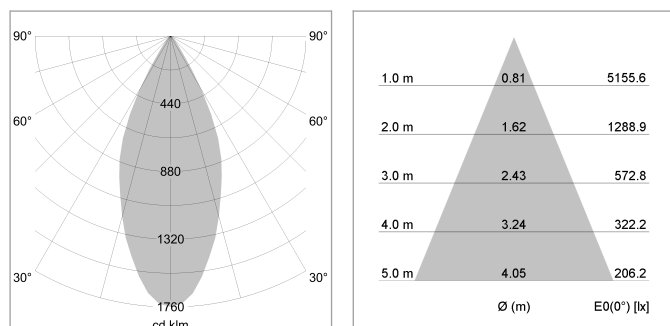 90° 90°
440
60° 60°
880
1320
30° 30°
1760
cd klm
1.0 m 0.81 5155.6
2.0 m 1.62 1288.9
3.0 m 2.43 572.8
4.0 m 3.24 322.2
5.0 m 4.05 206.2
Ø (m) E0(0°) [lx]